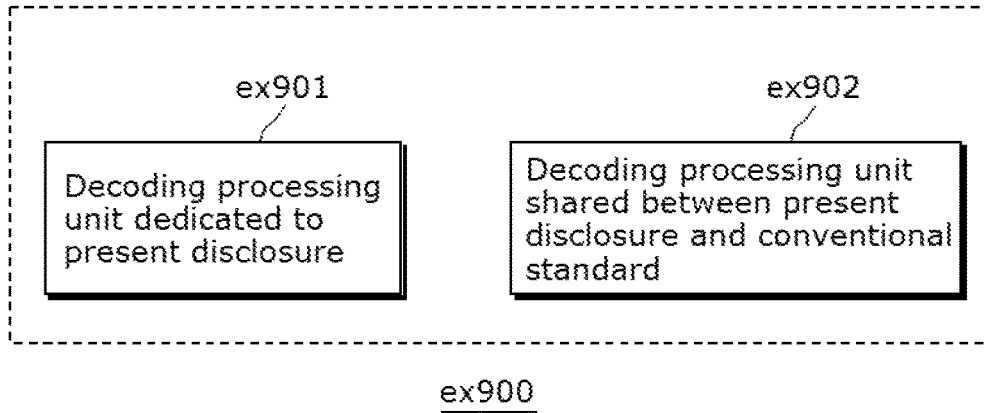 ex901
ex902
Decoding processing
unit dedicated to
present disclosure
Decoding processing unit
shared between present
disclosure and conventional
standard
ex900